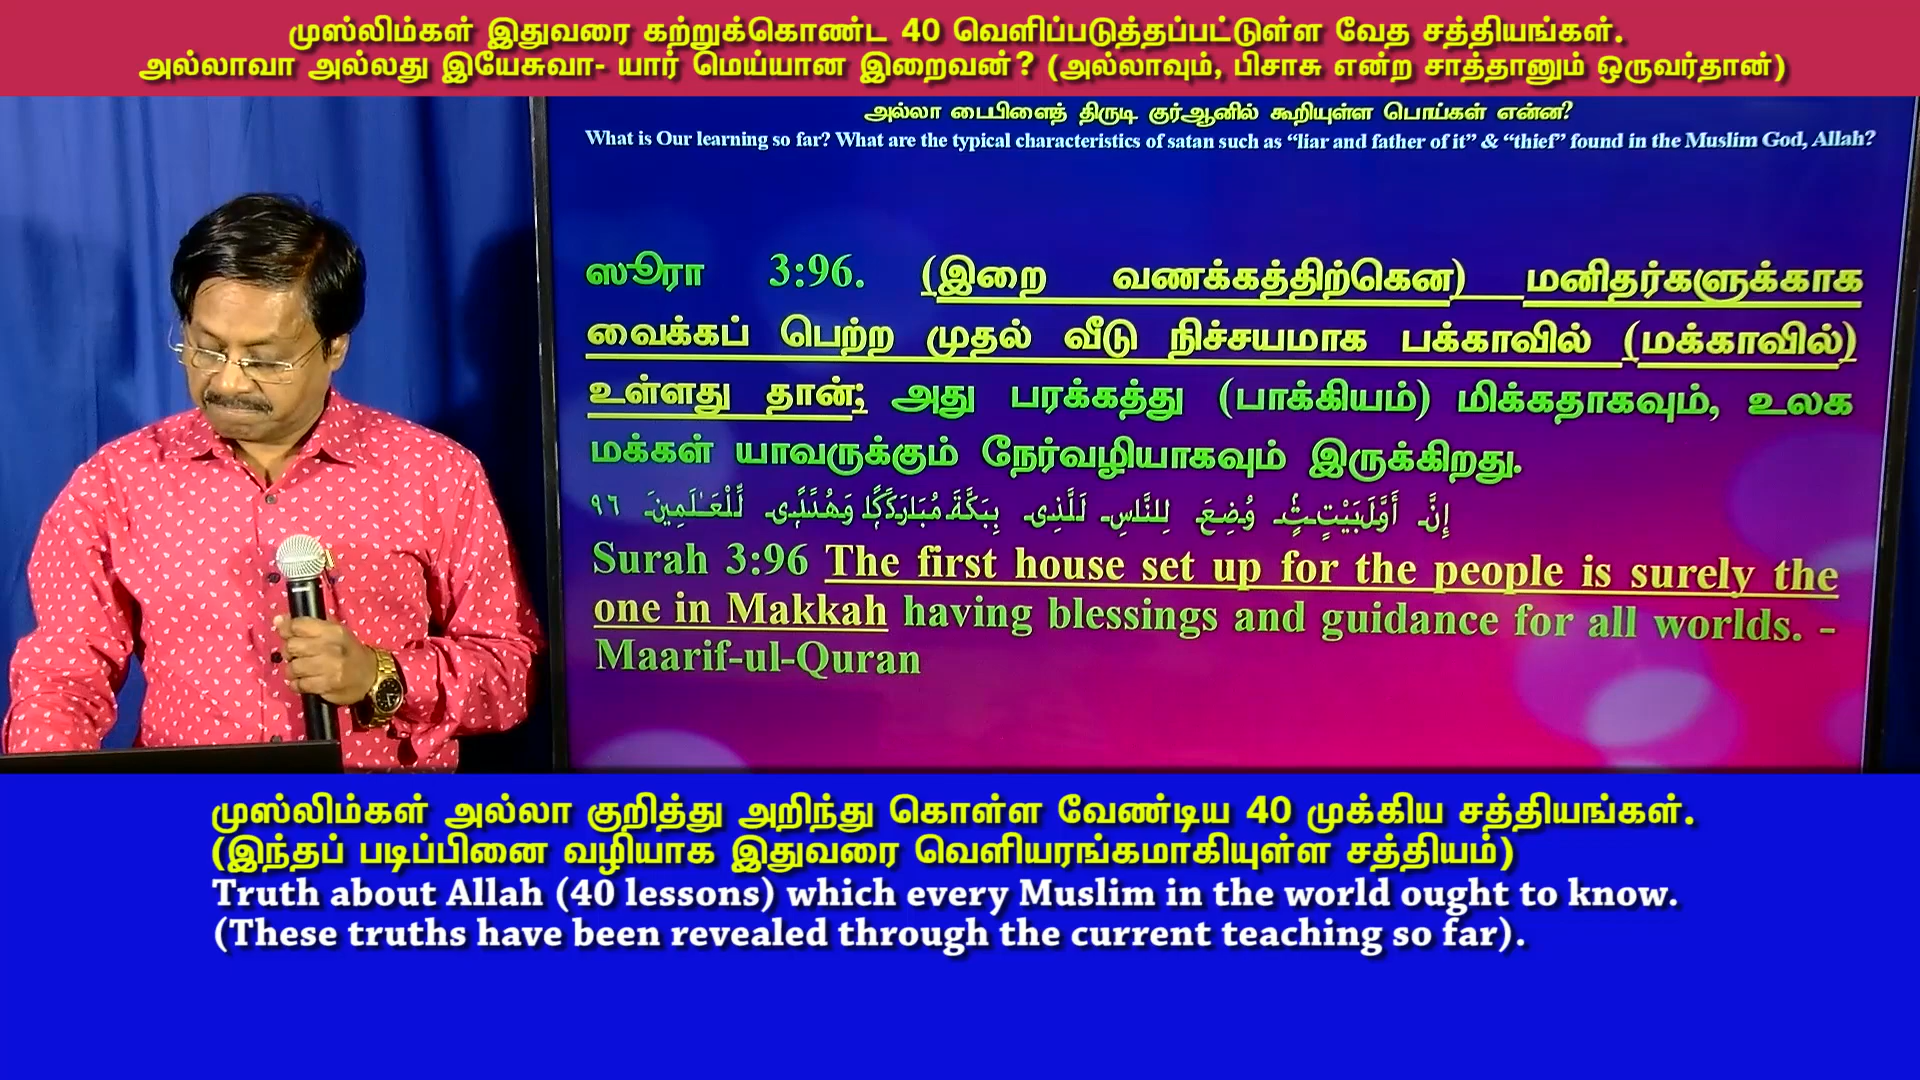 முஸ்லிம்கள் இதுவரை கற்றுக்கொண்ட 40 வெளிப்படுத்தப்பட்டுள்ள வேத சத்தியங்கள்.
அல்லாவா அல்லது இயேசுவா- யார் மெய்யான இறைவன்? (அல்லாவும், பிசாசு என்ற சாத்தானும் ஒருவர்தான்)
அல்லா பைபிளைத் திருடி குர்ஆனில் கூறியுள்ள பொய்கள் என்ன?
What is Our learning so far? What are the typical characteristics of satan such as “liar and father of it” & “thief” found in the Muslim God, Allah?
ஸூரா 3:96. (இறை வணக்கத்திற்கென) மனிதர்களுக்காக
வைக்கப் பெற்ற முதல் வீடு நிச்சயமாக பக்காவில் (மக்காவில்)
உள்ளது தான்; அது பரக்கத்து (பாக்கியம்) மிக்கதாகவும், உலக
மக்கள் யாவருக்கும் நேர்வழியாகவும் இருக்கிறது.
إِنَّ أَوَّلَ بَيْتٍ وُضِعَ لِلنَّاسِ لَلَّذِى بِبَكَّةَ مُبَارَكًا وَهُدًى لِّلْعَـٰلَمِينَ ٩٦
Surah 3:96 The first house set up for the people is surely the
one in Makkah having blessings and guidance for all worlds. -
Maarif-ul-Quran
முஸ்லிம்கள் அல்லா குறித்து அறிந்து கொள்ள வேண்டிய 40 முக்கிய சத்தியங்கள்.
(இந்தப் படிப்பினை வழியாக இதுவரை வெளியரங்கமாகியுள்ள சத்தியம்)
Truth about Allah (40 lessons) which every Muslim in the world ought to know.
(These truths have been revealed through the current teaching so far).